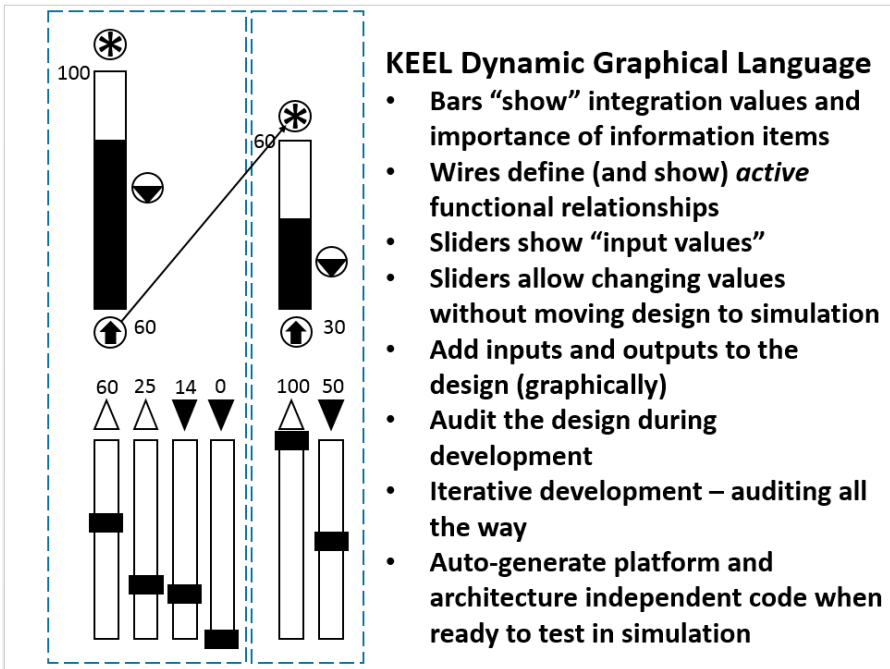 100
60
60
30
60 25 14 0
100 50
KEEL Dynamic Graphical Language
• Bars “show” integration values and
importance of information items
• Wires define (and show) active
functional relationships
• Sliders show “input values”
• Sliders allow changing values
without moving design to simulation
• Add inputs and outputs to the
design (graphically)
• Audit the design during
development
• Iterative development – auditing all
the way
• Auto-generate platform and
architecture independent code when
ready to test in simulation